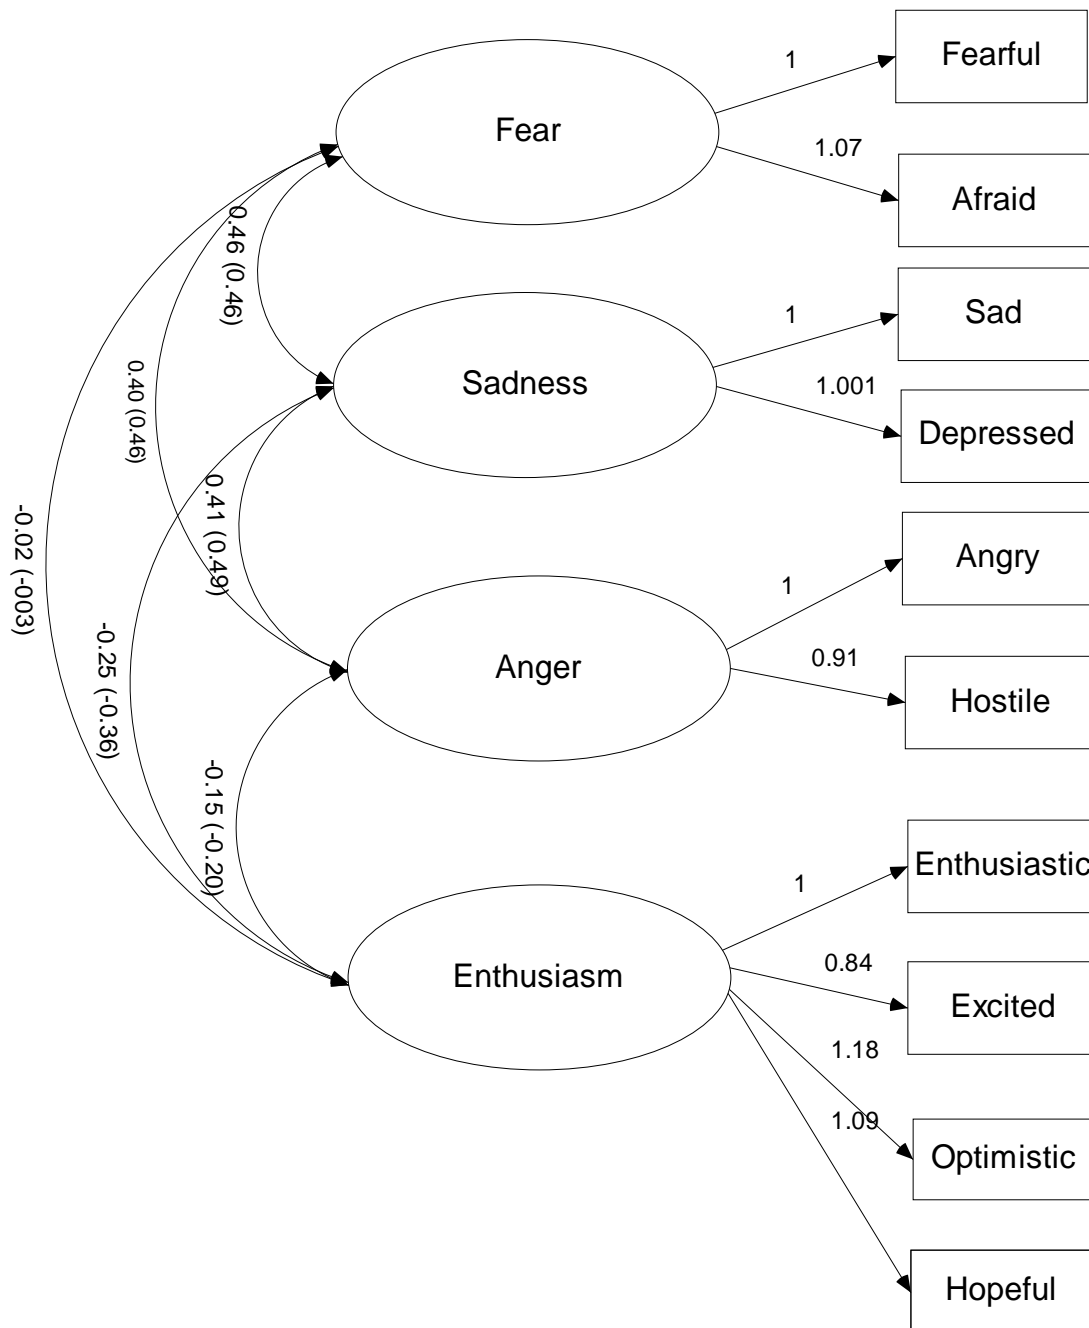 1
Fearful
Fear
1.07
Afraid
0.46 (0.46)
1
Sad
Sadness
1.001
Depressed
0.40 (0.46)
0.41 (0.49)
1
Angry
-0.02 (-003)
Anger
0.91
Hostile
-0.25 (-0.36)
-0.15 (-0.20)
1
Enthusiastic
Enthusiasm
0.84
Excited
1.18
1.09
Optimistic
Hopeful